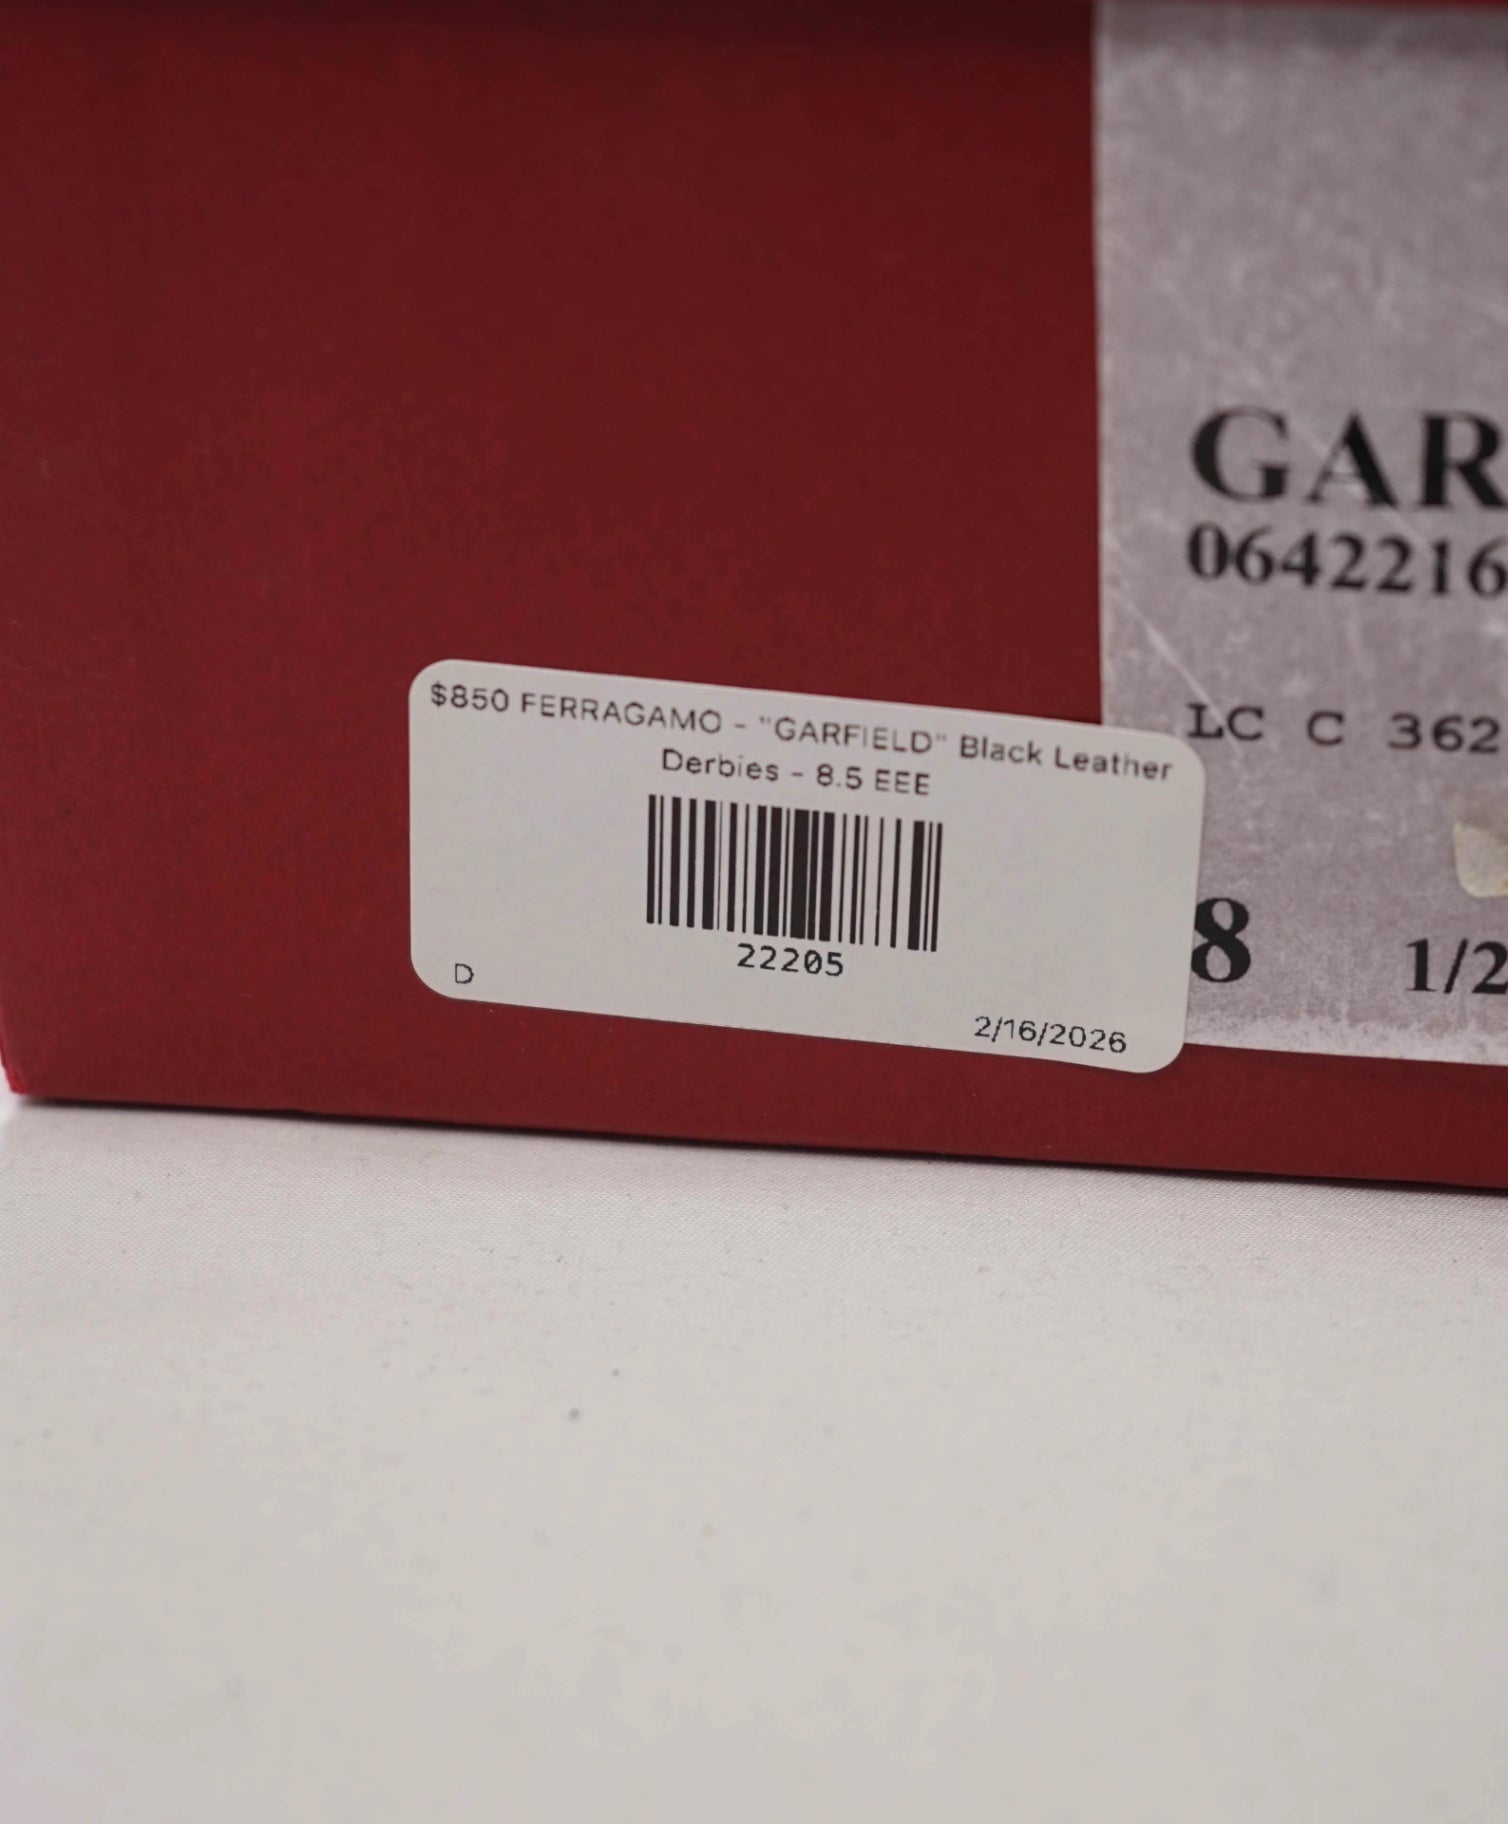 GAR
0642216
LC C 362
8 1/2
$850 FERRAGAMO - "GARFIELD" Black Leather
Derbies - 8.5 EEE
22205
D
2/16/2026